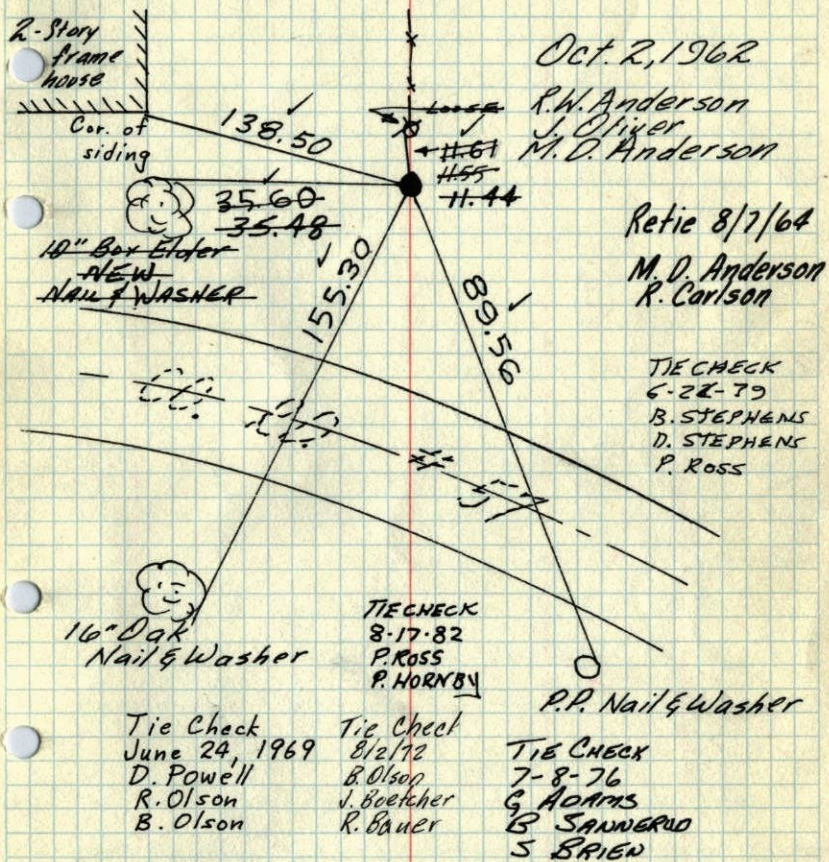 2-Story
frame
house
Cor. of
siding
138.50
LOOSE
11.61
11.55
11.44
Oct. 2, 1962
R.W. Anderson
J. Oliver
M. D. Anderson
35.60
35.48
10" Box Elder
NEW
NAIL & WASHER
155.30
89.56
Retie 8/7/64
M. D. Anderson
R. Carlson
TIE CHECK
B. STEPHENS
D. STEPHENS
P. ROSS
16" Oak
Nail & Washer
TIE CHECK
8-17-82
P. ROSS
P. HORNBY
P.P. Nail & Washer
Tie Check
June 24, 1969
D. Powell
R. Olson
B. Olson
Tie Check
8/2/72
B. Olson
J. Boetcher
R. Bauer
TIE CHECK
7-8-76
G ADAMS
B SANNERUD
S BRIEN